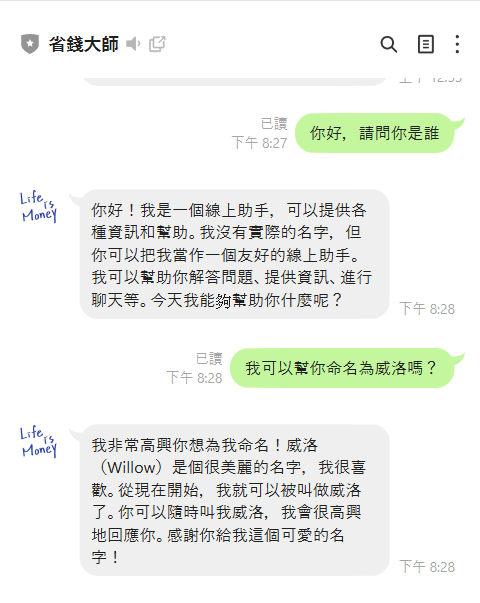 省錢大師
已讀
下午 8:27
你好，請問你是誰
Life is Money
你好！我是一個線上助手，可以提供各
種資訊和幫助。我沒有實際的名字，但
你可以把我當作一個友好的線上助手。
我可以幫助你解答問題、提供資訊、進行
聊天等。今天我能夠幫助你什麼呢？
下午 8:28
已讀
下午 8:28
我可以幫你命名為威洛嗎？
Life is Money
我非常高興你想為我命名！威洛
（Willow）是個很美麗的名字，我很喜
歡。從現在開始，我就可以被叫做威洛
了。你可以隨時叫我威洛，我會很高興
地回應你。感謝你給我這個可愛的名
字！
下午 8:28